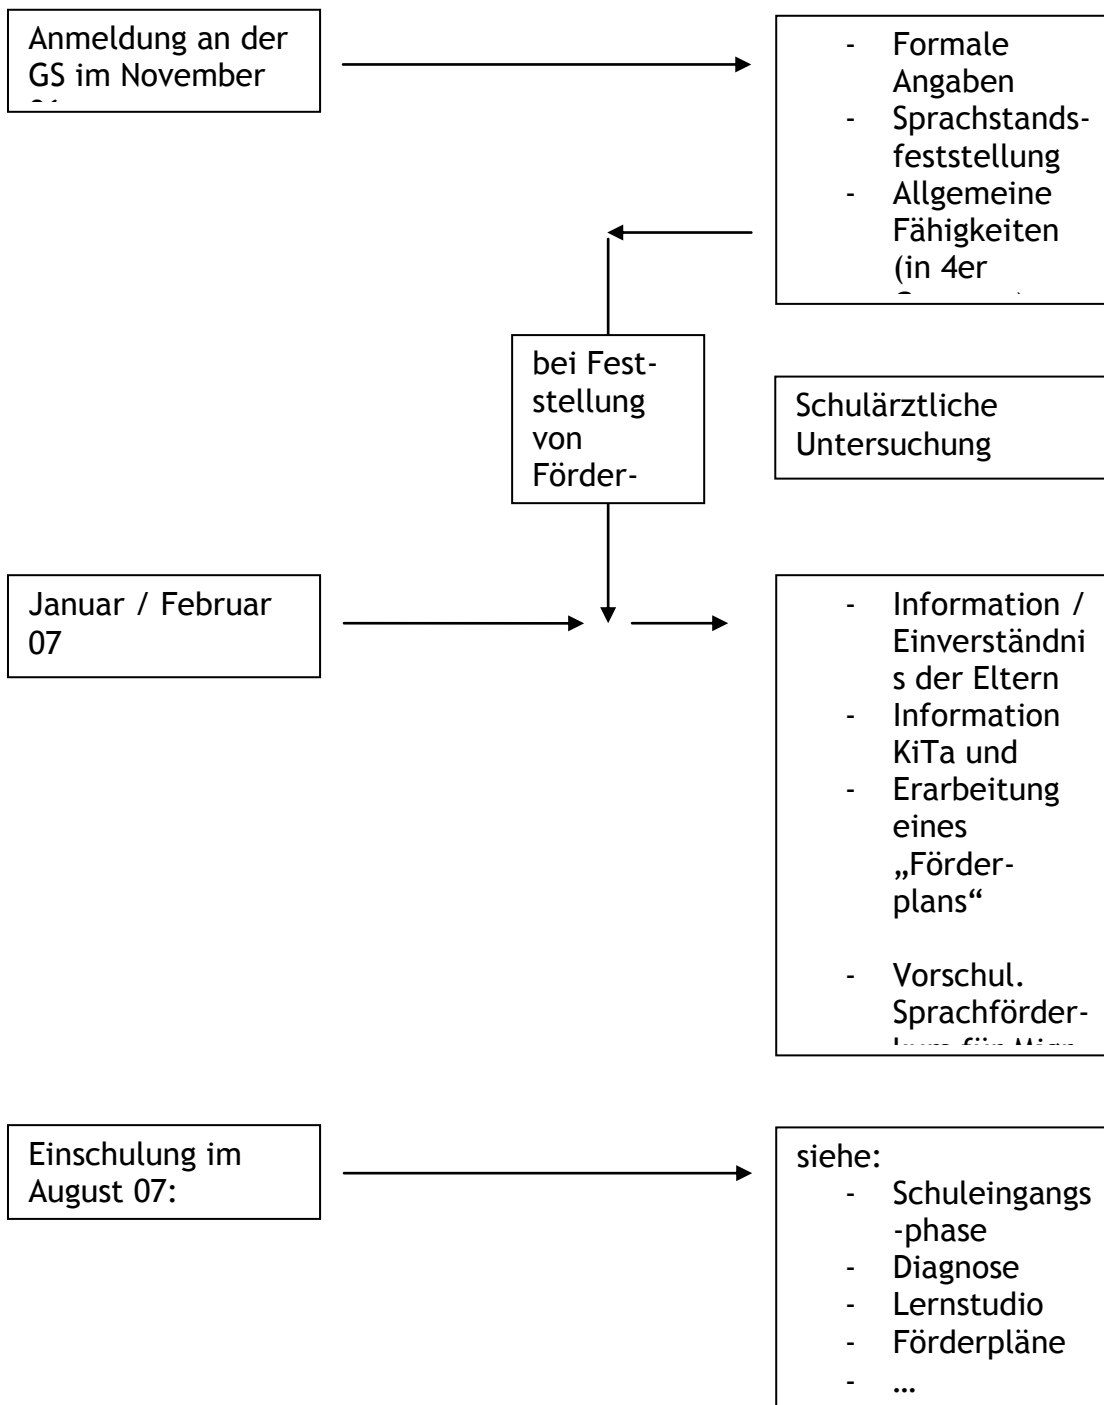 Anmeldung an der
GS im November
- Formale
Angaben
- Sprachstands-
feststellung
- Allgemeine
Fähigkeiten
(in 4er
bei Fest-
stellung
von
Förder-
Schulärztliche
Untersuchung
Januar / Februar
07
- Information /
Einverständni
s der Eltern
- Information
KiTa und
- Erarbeitung
eines
„Förder-
plans“
- Vorschul.
Sprachförder-
Einschulung im
August 07:
siehe:
- Schuleingangs
-phase
- Diagnose
- Lernstudio
- Förderpläne
- …